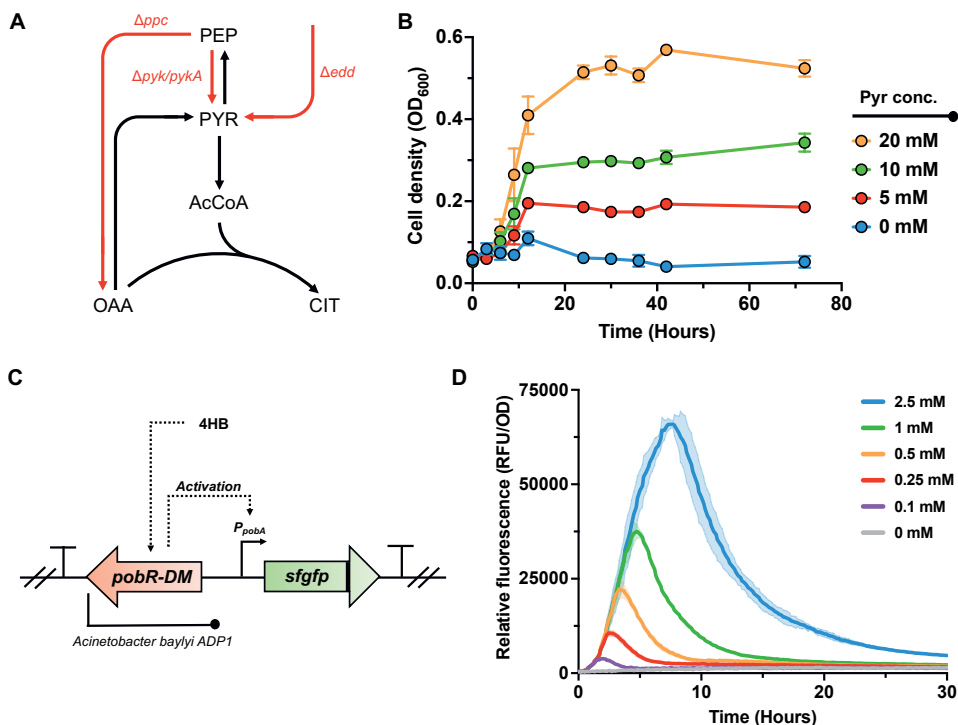 A
Δppc
PEP
Δpyk/pykA
Δedd
PYR
AcCoA
OAA
CIT
B
Cell density (OD600)
0.6
0.4
0.2
0.0
0
20
40
60
80
Time (Hours)
Pyr conc.
20 mM
10 mM
5 mM
0 mM
C
4HB
Activation
PpobA
pobR-DM
sfgfp
Acinetobacter baylyi ADP1
D
Relative fluorescence (RFU/OD)
75000
50000
25000
0
0
10
20
30
Time (Hours)
2.5 mM
1 mM
0.5 mM
0.25 mM
0.1 mM
0 mM